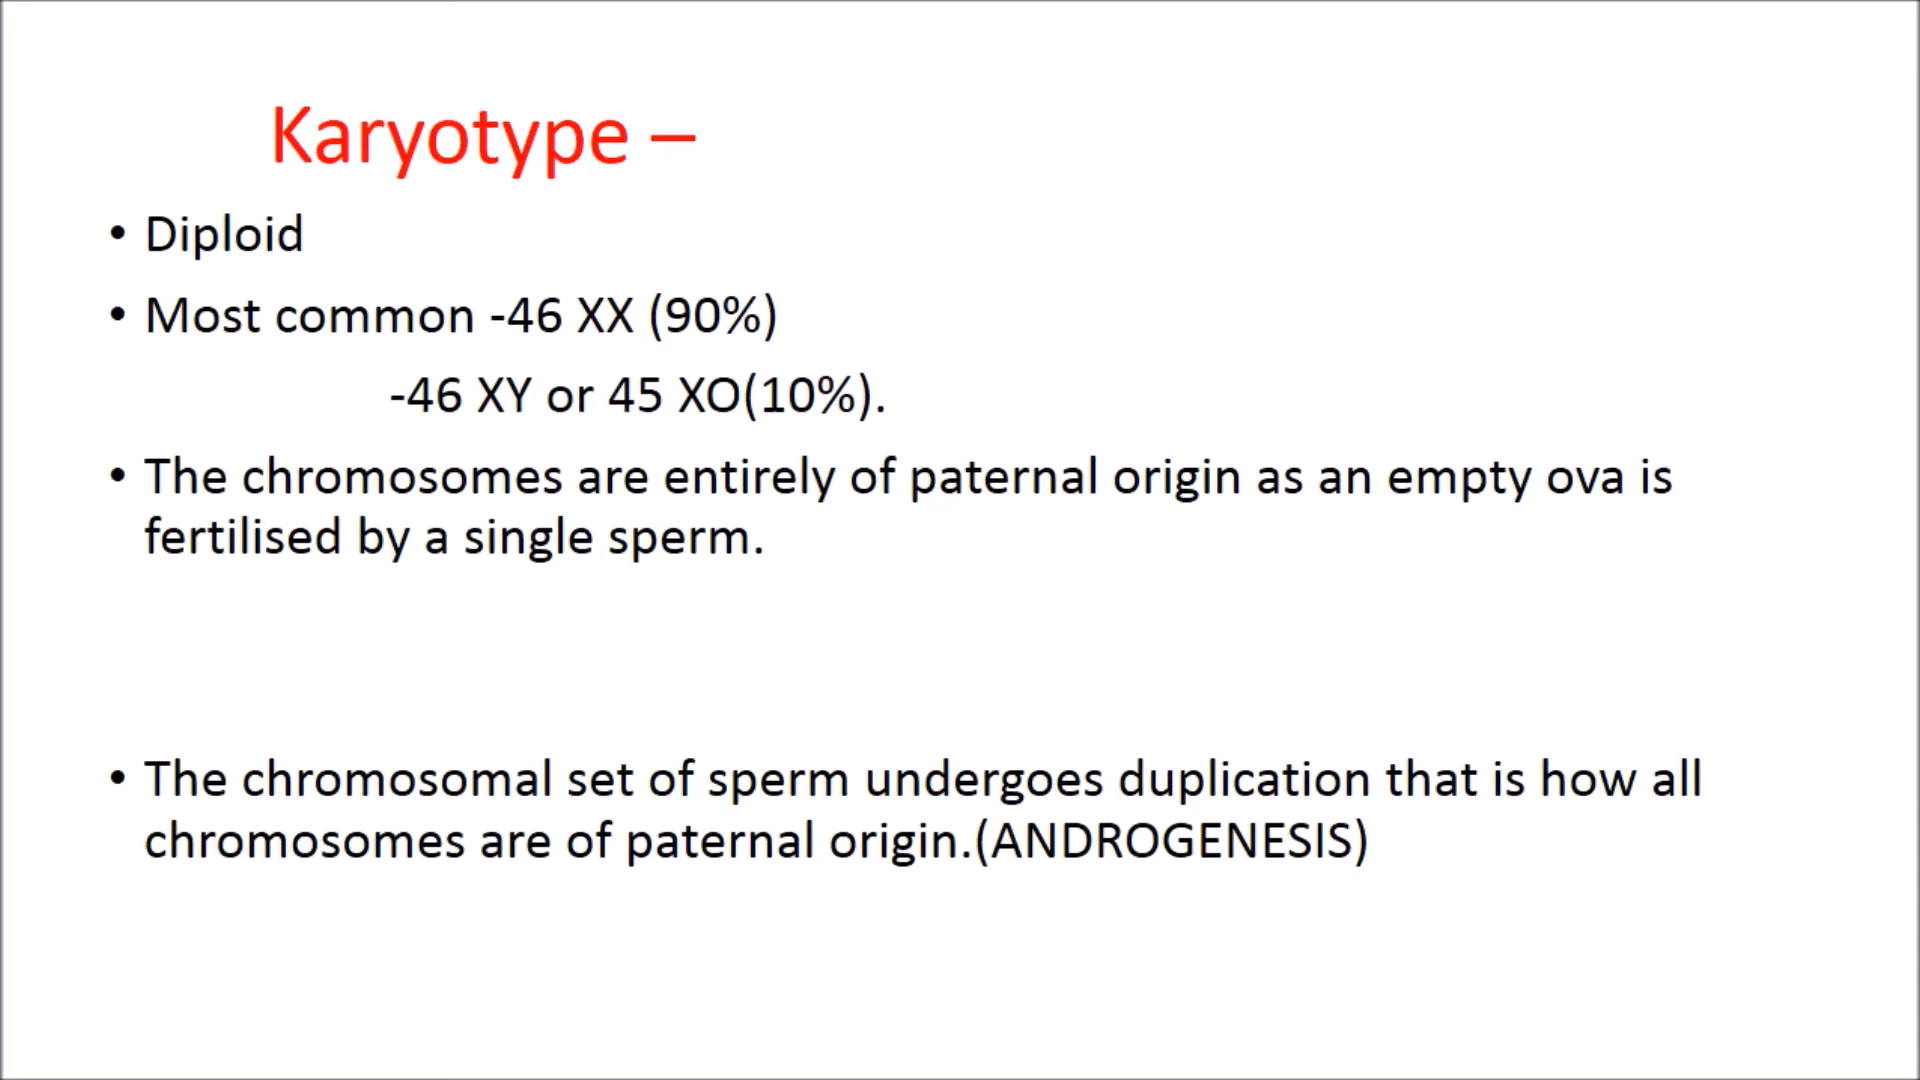 Karyotype –
• Diploid
• Most common -46 XX (90%)
-46 XY or 45 XO(10%).
• The chromosomes are entirely of paternal origin as an empty ova is
fertilised by a single sperm.
• The chromosomal set of sperm undergoes duplication that is how all
chromosomes are of paternal origin.(ANDROGENESIS)